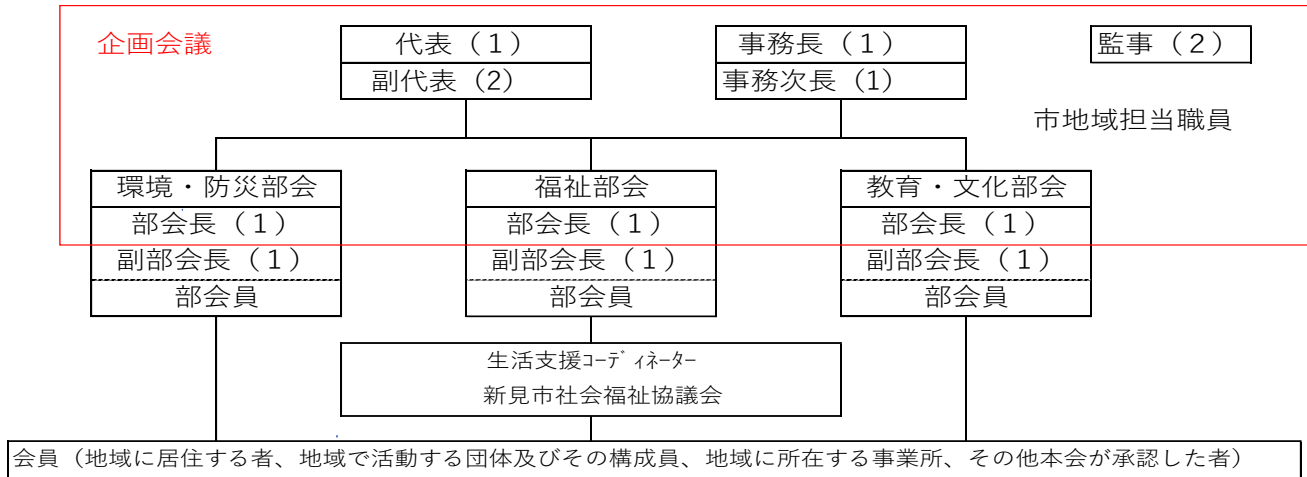 企画会議
代表（１）
副代表（2）
事務長（１）
事務次長（1）
監事（２）
市地域担当職員
環境・防災部会
部会長（１）
副部会長（１）
部会員
福祉部会
部会長（１）
副部会長（１）
部会員
教育・文化部会
部会長（１）
副部会長（１）
部会員
生活支援ｺｰﾃﾞｨﾈｰﾀｰ
新見市社会福祉協議会
会員（地域に居住する者、地域で活動する団体及びその構成員、地域に所在する事業所、その他本会が承認した者）